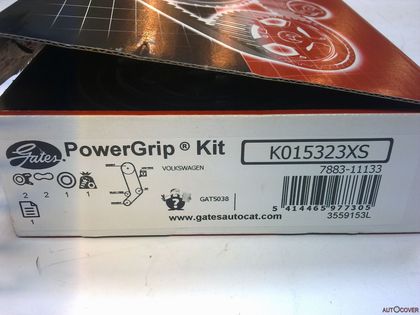 Gates
PowerGrip ® Kit
K015323XS
VOLKSWAGEN
7883-11133
2 2 1 1
GAT5038
1
www.gatesautocat.com
5 414465 977305
3559153L
AUTOCOVER